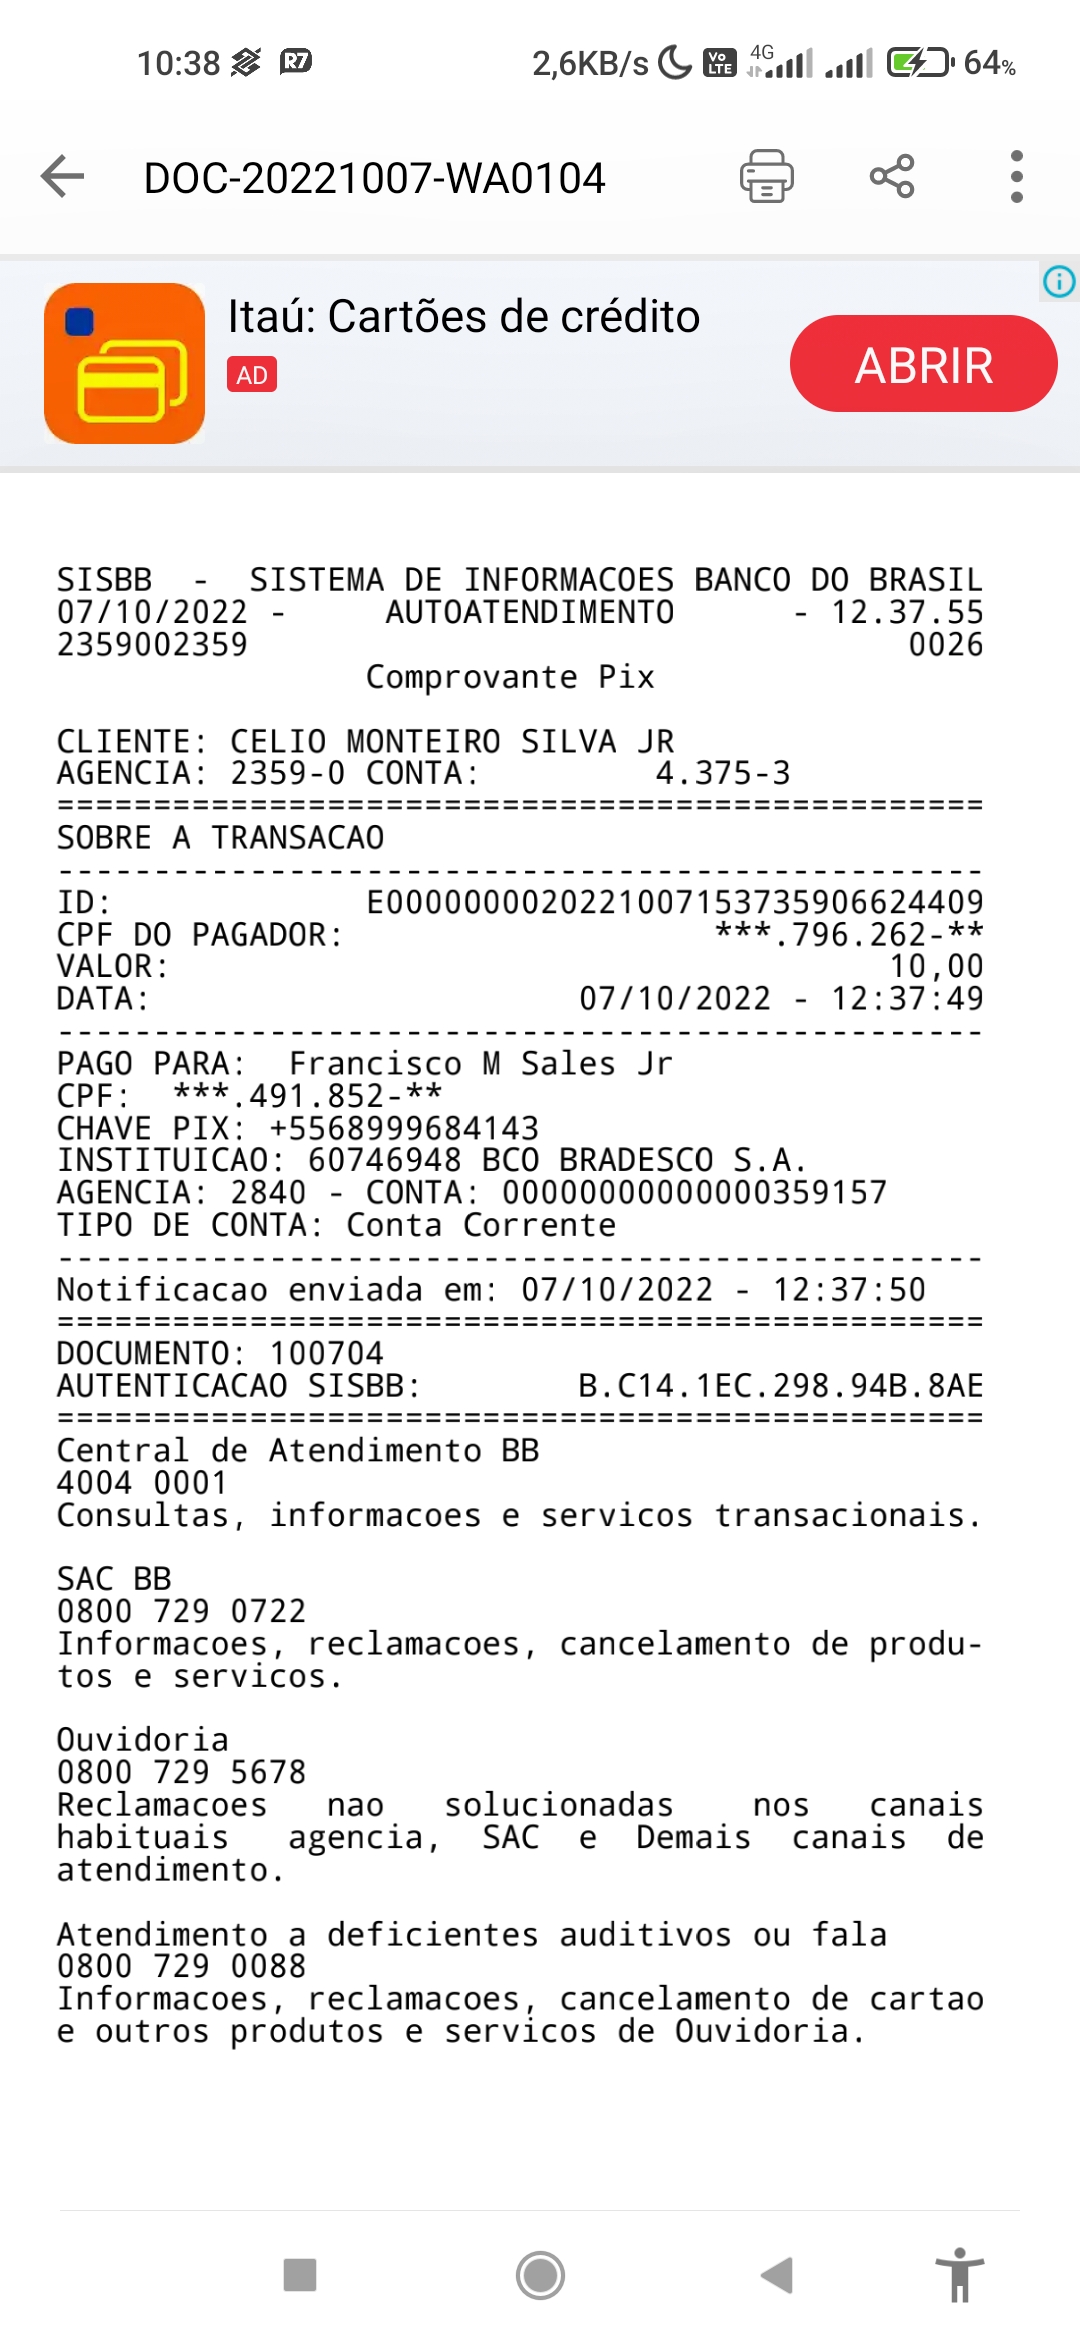 10:38 R7 2,6KB/s Vo LTE 4G 64%
DOC-20221007-WA0104
Itaú: Cartões de crédito
AD
ABRIR
SISBB - SISTEMA DE INFORMACOES BANCO DO BRASIL
07/10/2022 - AUTOATENDIMENTO - 12.37.55
2359002359 0026
Comprovante Pix
CLIENTE: CELIO MONTEIRO SILVA JR
AGENCIA: 2359-0 CONTA: 4.375-3
================================================
SOBRE A TRANSACAO
------------------------------------------------
ID: E0000000020221007153735906624409
CPF DO PAGADOR: ***.796.262-**
VALOR: 10,00
DATA: 07/10/2022 - 12:37:49
------------------------------------------------
PAGO PARA: Francisco M Sales Jr
CPF: ***.491.852-**
CHAVE PIX: +5568999684143
INSTITUICAO: 60746948 BCO BRADESCO S.A.
AGENCIA: 2840 - CONTA: 00000000000000359157
TIPO DE CONTA: Conta Corrente
------------------------------------------------
Notificacao enviada em: 07/10/2022 - 12:37:50
================================================
DOCUMENTO: 100704
AUTENTICACAO SISBB: B.C14.1EC.298.94B.8AE
================================================
Central de Atendimento BB
4004 0001
Consultas, informacoes e servicos transacionais.
SAC BB
0800 729 0722
Informacoes, reclamacoes, cancelamento de produ-
tos e servicos.
Ouvidoria
0800 729 5678
Reclamacoes nao solucionadas nos canais
habituais agencia, SAC e Demais canais de
atendimento.
Atendimento a deficientes auditivos ou fala
0800 729 0088
Informacoes, reclamacoes, cancelamento de cartao
e outros produtos e servicos de Ouvidoria.